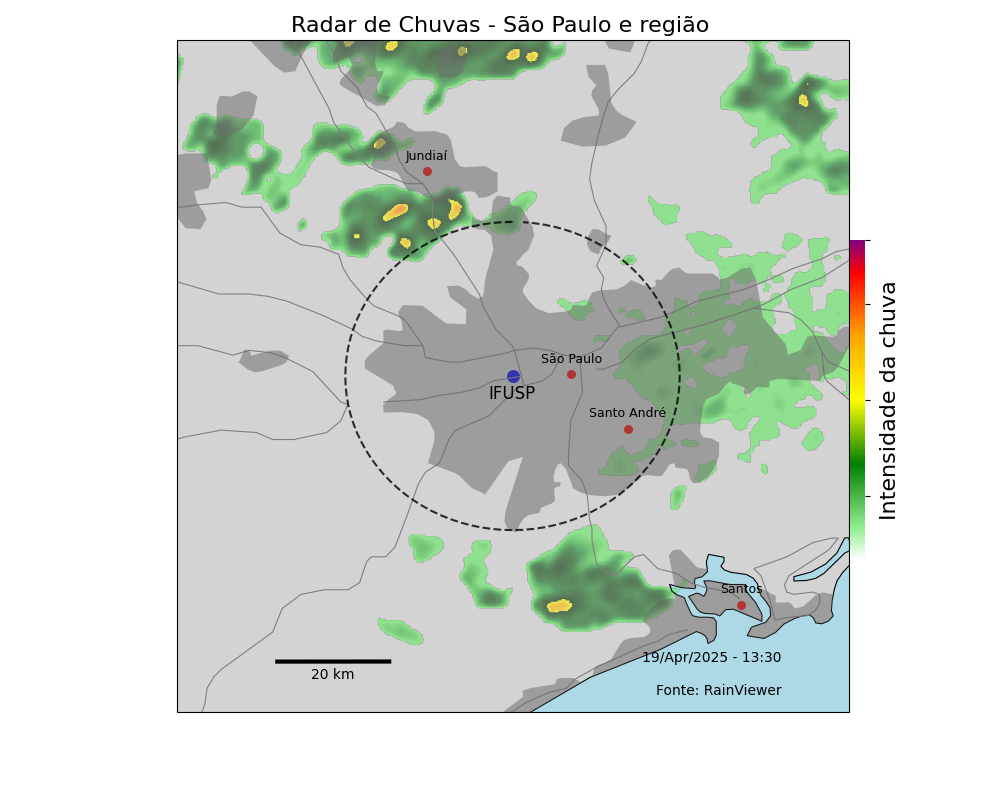 Radar de Chuvas - São Paulo e região
Jundiaí
São Paulo
IFUSP
Santo André
Intensidade da chuva
Santos
19/Apr/2025 - 13:30
20 km
Fonte: RainViewer